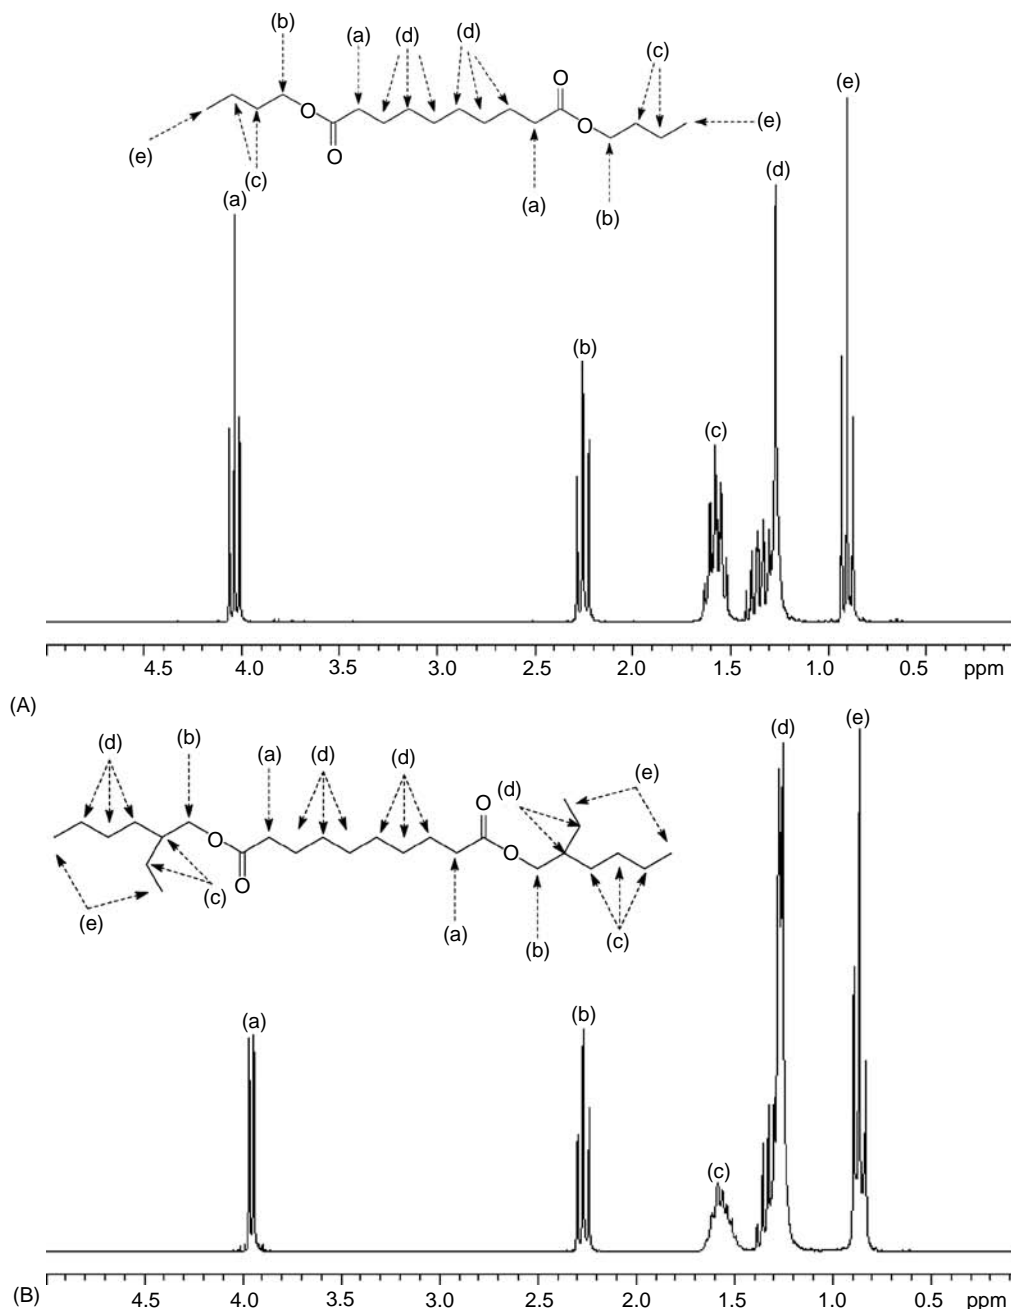 (b) (a) (d) (d) (c) (e)
O
O
O
O
(e) (c) (a) (b) (e)
(a) (b) (c) (d)
4.5 4.0 3.5 3.0 2.5 2.0 1.5 1.0 0.5 ppm
(A)
(d) (b) (a) (d) (d) (d) (e)
O
O
O
O
(e) (c) (a) (b) (c)
(a) (b) (c) (d) (e)
4.5 4.0 3.5 3.0 2.5 2.0 1.5 1.0 0.5 ppm
(B)